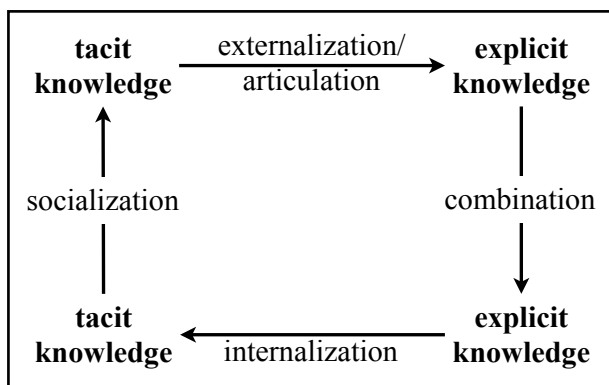 tacit
knowledge
externalization/
articulation
explicit
knowledge
socialization
combination
tacit
knowledge
internalization
explicit
knowledge